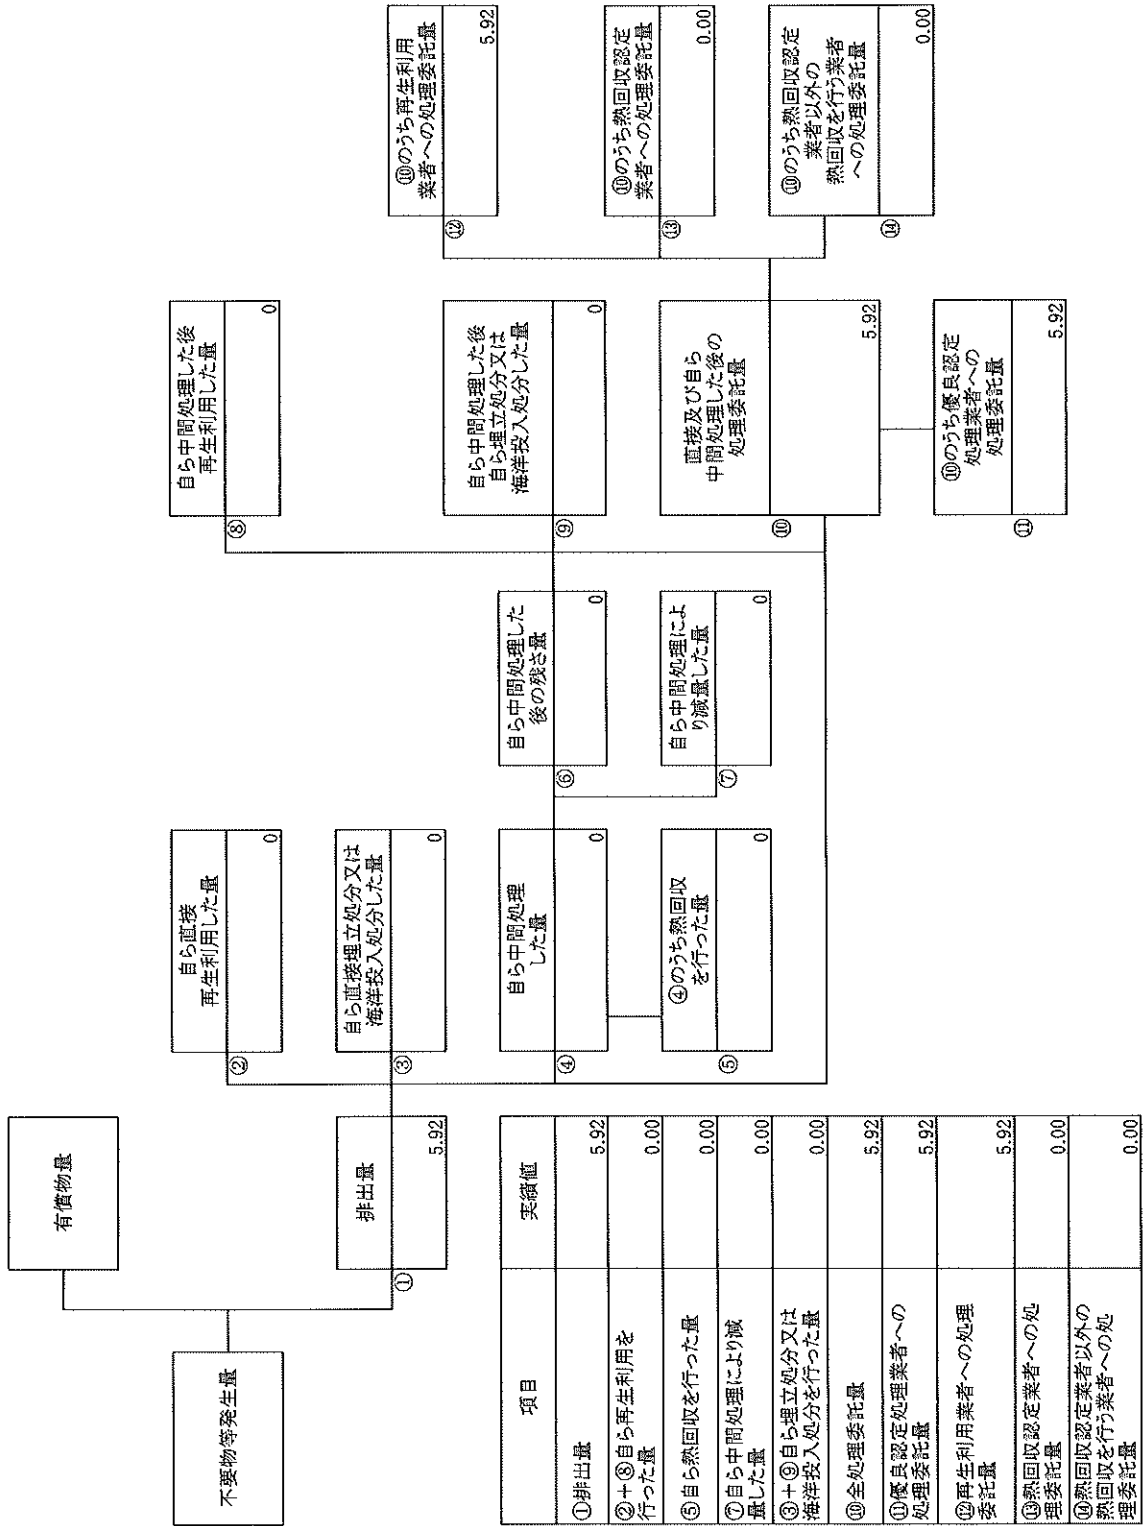 不要物等発生量
有償物量
排出量
①
5.92
自ら直接
再生利用した量
②
0
自ら直接埋立処分又は
海洋投入処分した量
③
0
自ら中間処理
した量
④
0
④のうち熱回収
を行った量
⑤
0
自ら中間処理した
後の残さ量
⑥
0
自ら中間処理によ
り減量した量
⑦
0
自ら中間処理した後
再生利用した量
⑧
0
自ら中間処理した後
自ら埋立処分又は
海洋投入処分した量
⑨
0
直接及び自ら
中間処理した後の
処理委託量
⑩
5.92
⑩のうち優良認定
処理業者への
処理委託量
⑪
5.92
⑩のうち再生利用
業者への処理委託量
⑫
5.92
⑩のうち熱回収認定
業者への処理委託量
⑬
0.00
⑩のうち熱回収認定
業者以外の
熱回収を行う業者
への処理委託量
⑭
0.00
項目 実績値
①排出量 5.92
②+⑧自ら再生利用を
行った量 0.00
⑤自ら熱回収を行った量 0.00
⑦自ら中間処理により減
量した量 0.00
③+⑨自ら埋立処分又は
海洋投入処分を行った量 0.00
⑩全処理委託量 5.92
⑪優良認定処理業者への
処理委託量 5.92
⑫再生利用業者への処理
委託量 5.92
⑬熱回収認定業者への処
理委託量 0.00
⑭熱回収認定業者以外の
熱回収を行う業者への処
理委託量 0.00